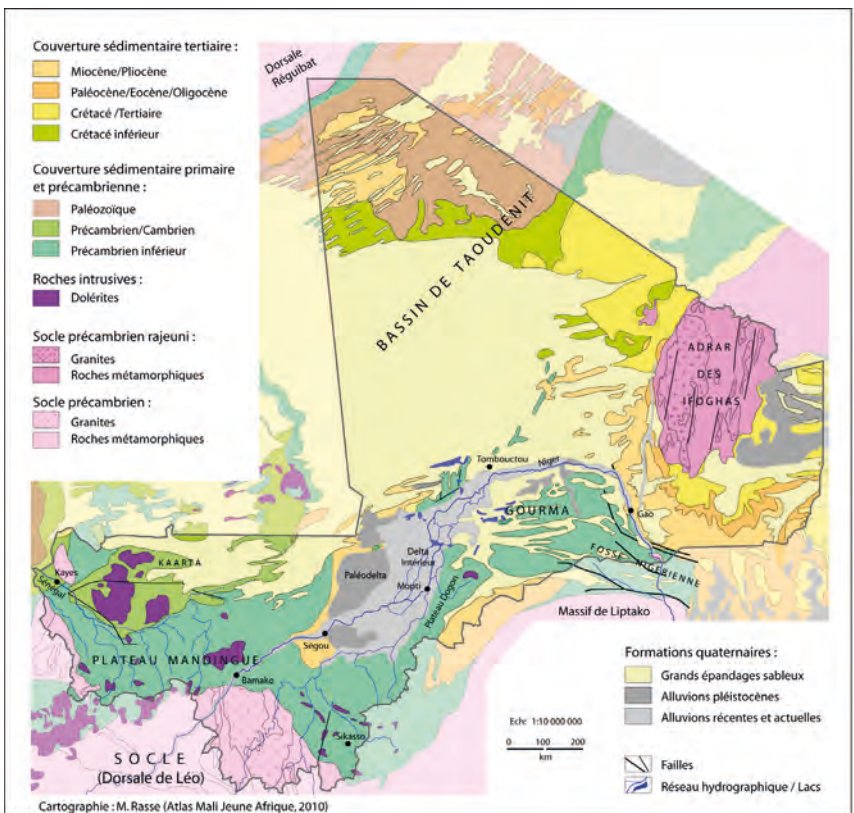 Couverture sédimentaire tertiaire :
Miocène/Pliocène
Paléocène/Eocène/Oligocène
Crétacé /Tertiaire
Crétacé inférieur
Couverture sédimentaire primaire
et précambrienne :
Paléozoïque
Précambrien/Cambrien
Précambrien inférieur
Roches intrusives :
Dolérites
Socle précambrien rajeuni :
Granites
Roches métamorphiques
Socle précambrien :
Granites
Roches métamorphiques
Dorsale
Réguibat
BASSIN DE TAOUDENIT
ADRAR
DES
IFOGHAS
Tombouctou
Niger
GOURMA
Gao
FOSSE NIGERIENNE
Massif de Liptako
Delta
Intérieur
Paléodelta
Mopti
Plateau Dogon
KAARTA
Kayes
Sénégal
Ségou
PLATEAU MANDINGUE
Bamako
Sikasso
SOCLE
(Dorsale de Léo)
Formations quaternaires :
Grands épandages sableux
Alluvions pléistocènes
Alluvions récentes et actuelles
Failles
Réseau hydrographique / Lacs
Echr 1:10 000 000
0 100 200
km
Cartographie : M. Rasse (Atlas Mali Jeune Afrique, 2010)